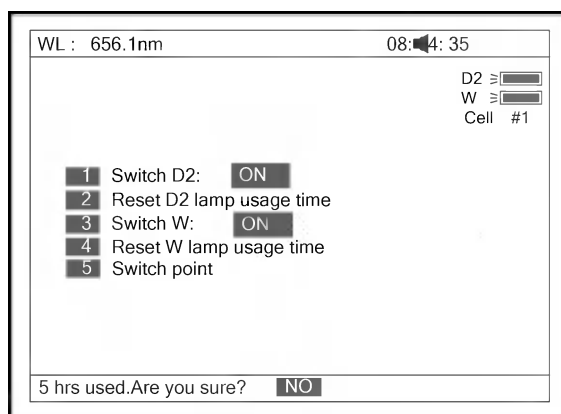 WL : 656.1nm 08: 4: 35
D2
W
Cell #1
1 Switch D2: ON
2 Reset D2 lamp usage time
3 Switch W: ON
4 Reset W lamp usage time
5 Switch point
5 hrs used.Are you sure? NO